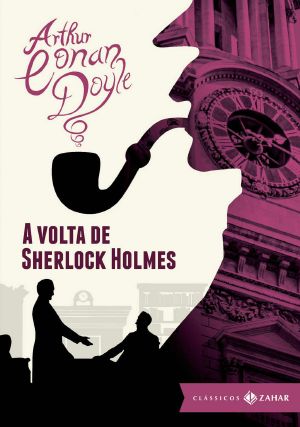 Arthur
Conan
Doyle
A VOLTA DE
SHERLOCK HOLMES
CLÁSSICOS ZAHAR